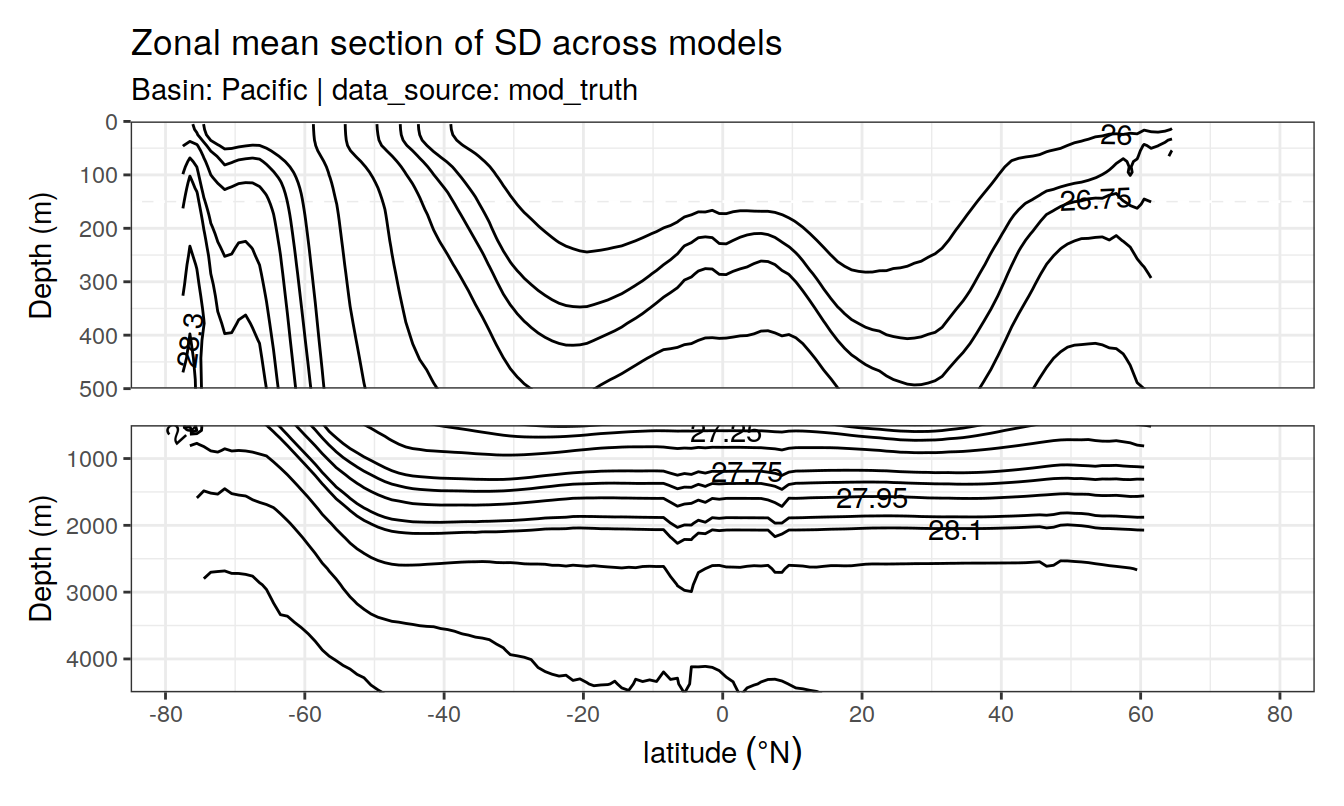 Zonal mean section of SD across models
Basin: Pacific | data_source: mod_truth
Depth (m)
0
100
200
300
400
500
26
26.75
28.3
Depth (m)
1000
2000
3000
4000
27.25
27.75
27.95
28.1
-80 -60 -40 -20 0 20 40 60 80
latitude (°N)